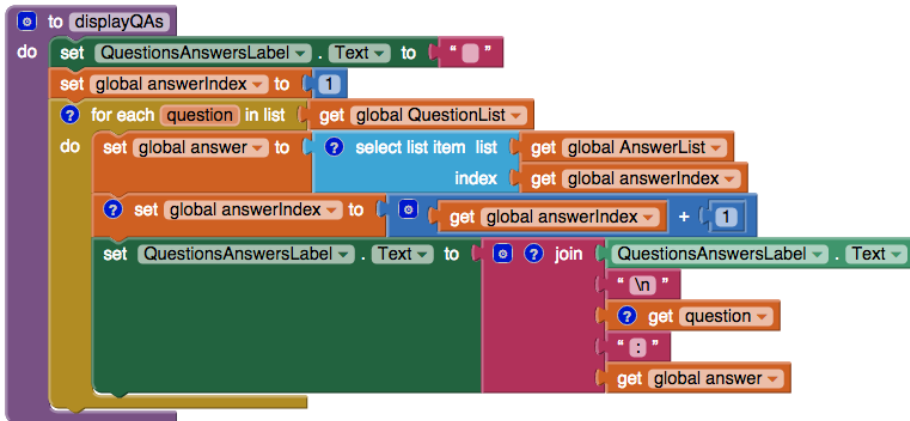 to displayQAs
do set QuestionsAnswersLabel . Text to " "
set global answerIndex to 1
? for each question in list get global QuestionList
do set global answer to ? select list item list get global AnswerList
index get global answerIndex
? set global answerIndex to get global answerIndex + 1
set QuestionsAnswersLabel . Text to ? join QuestionsAnswersLabel . Text
" \n "
? get question
" : "
get global answer